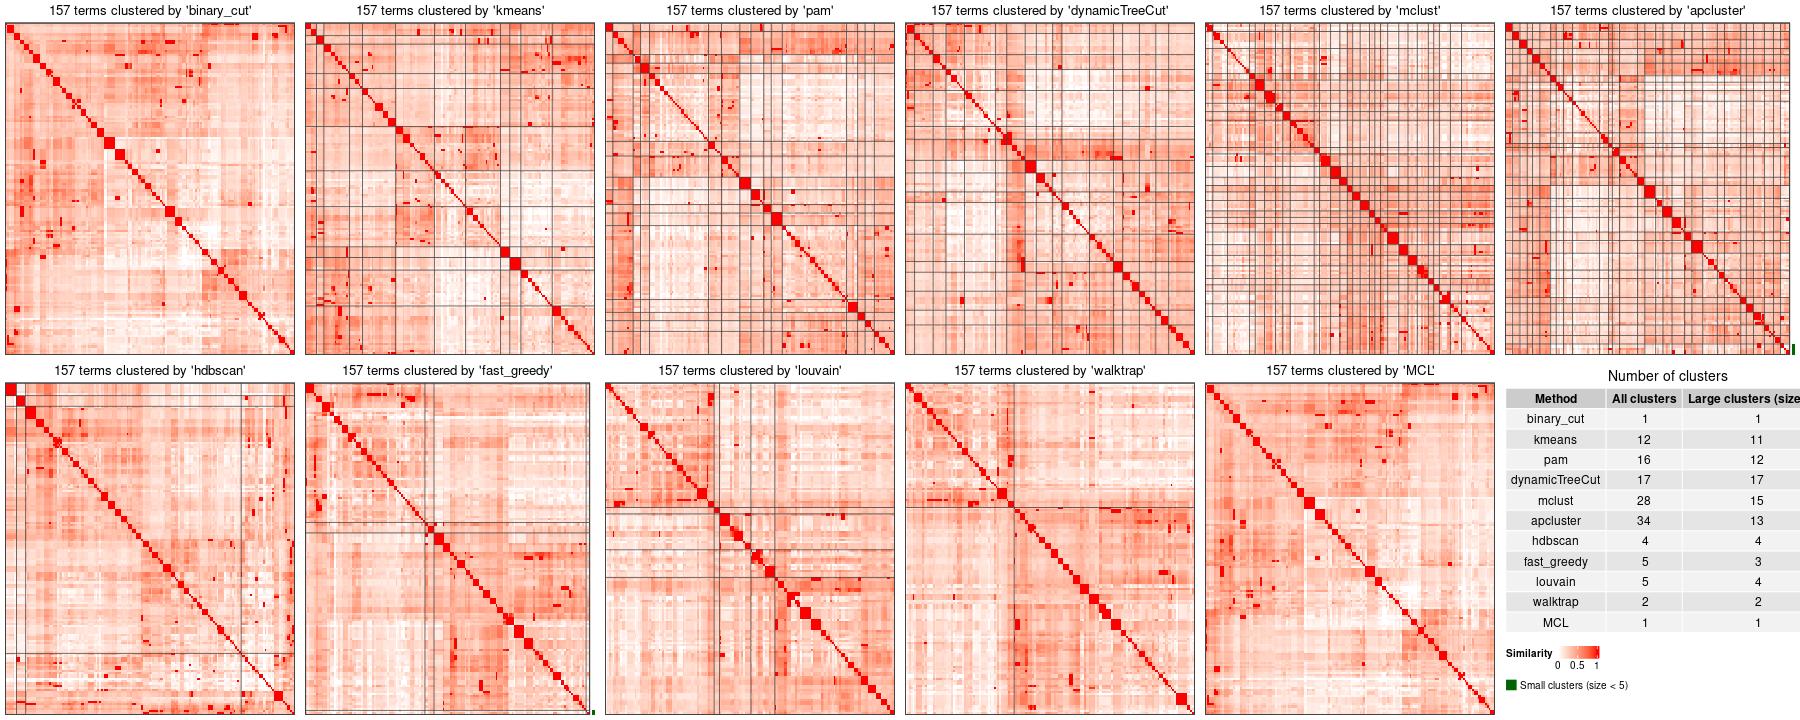 157 terms clustered by 'binary_cut'
157 terms clustered by 'kmeans'
157 terms clustered by 'pam'
157 terms clustered by 'dynamicTreeCut'
157 terms clustered by 'mclust'
157 terms clustered by 'apcluster'
157 terms clustered by 'hdbscan'
157 terms clustered by 'fast_greedy'
157 terms clustered by 'louvain'
157 terms clustered by 'walktrap'
157 terms clustered by 'MCL'
Number of clusters
Method All clusters Large clusters (size
binary_cut 1 1
kmeans 12 11
pam 16 12
dynamicTreeCut 17 17
mclust 28 15
apcluster 34 13
hdbscan 4 4
fast_greedy 5 3
louvain 5 4
walktrap 2 2
MCL 1 1
Similarity
0 0.5 1
Small clusters (size < 5)